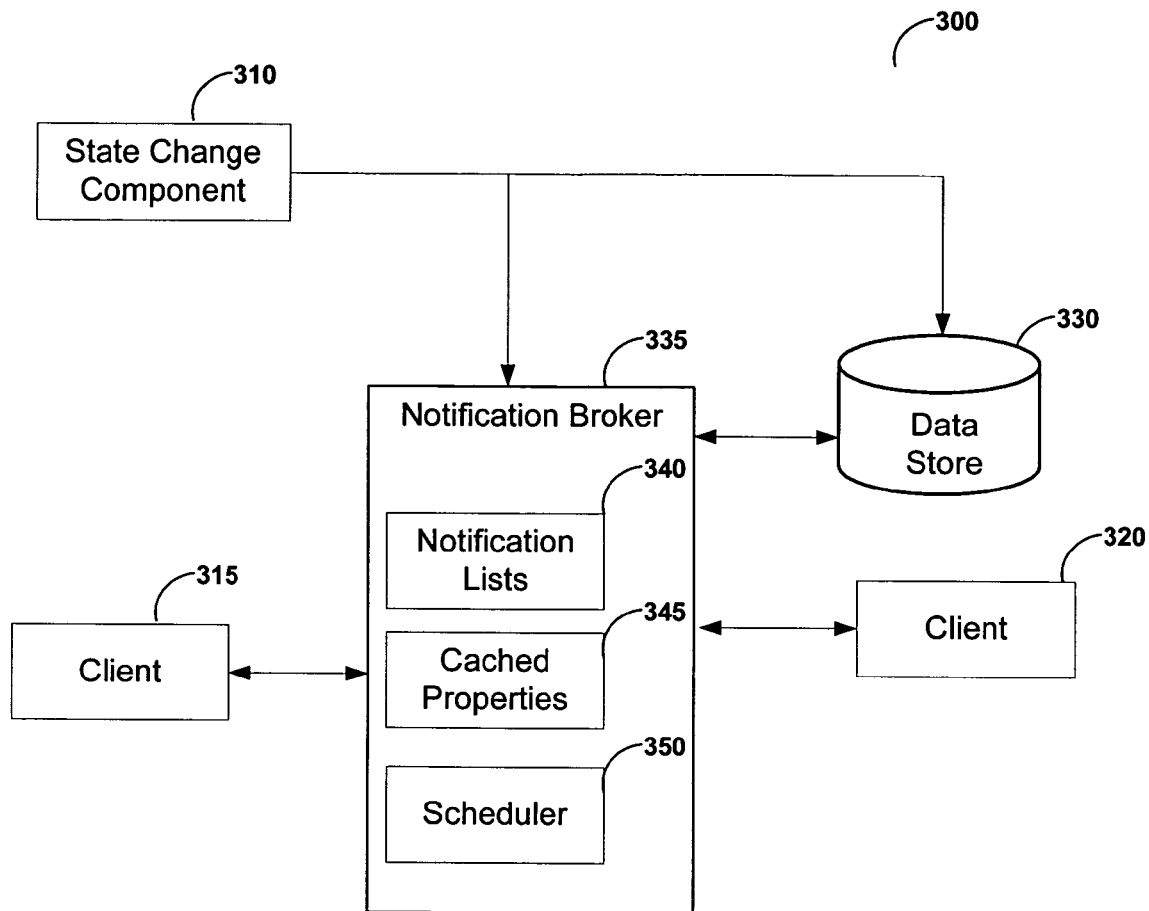 300
310
State Change
Component
330
335
Notification Broker
Data
Store
340
Notification
Lists
320
315
Client
345
Client
Cached
Properties
350
Scheduler